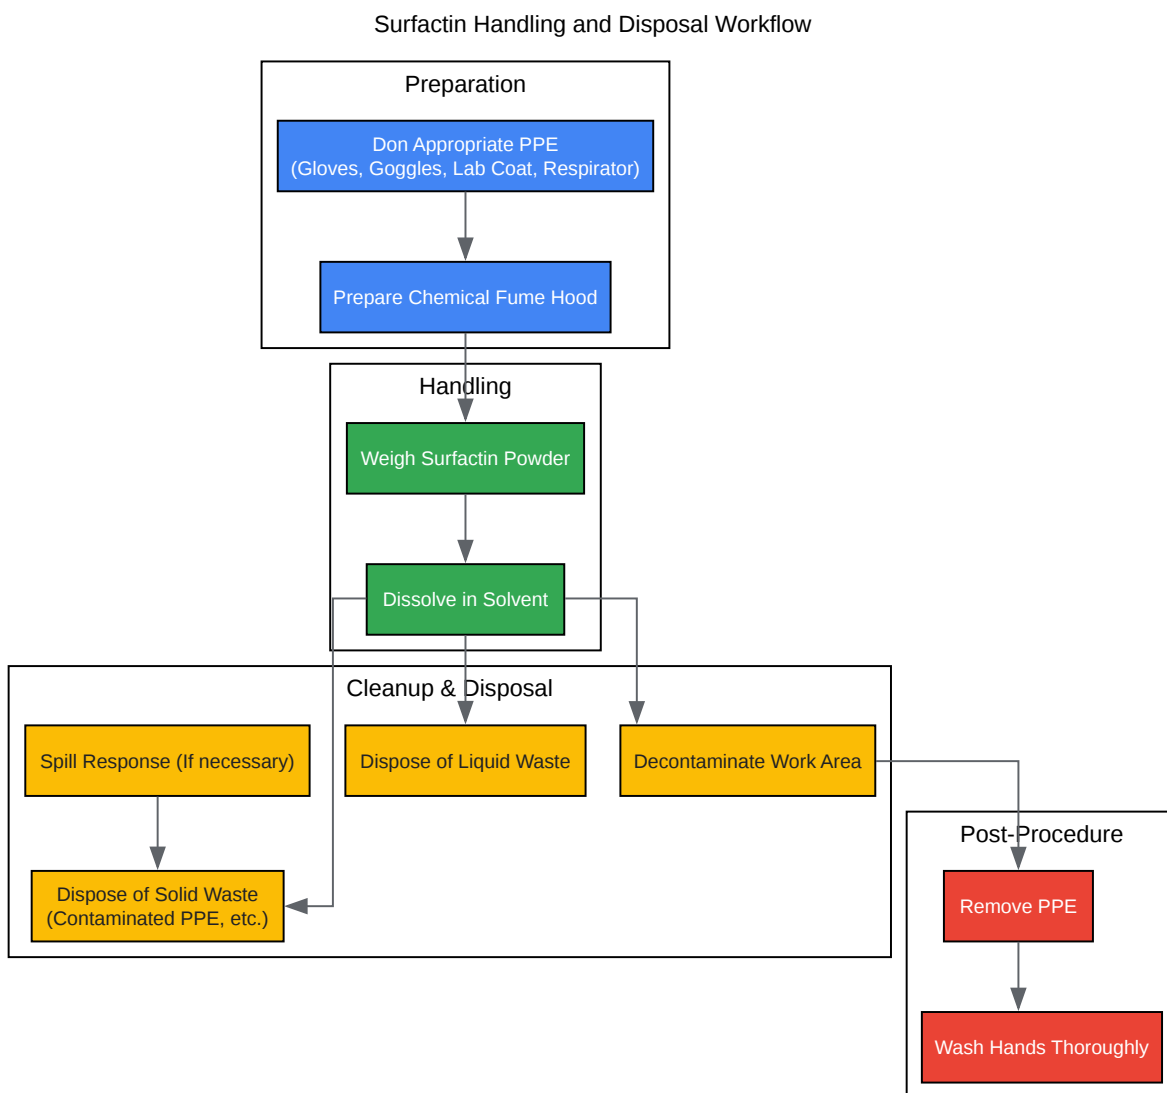 Surfactin Handling and Disposal Workflow
Preparation
Don Appropriate PPE
(Gloves, Goggles, Lab Coat, Respirator)
Prepare Chemical Fume Hood
Handling
Weigh Surfactin Powder
Dissolve in Solvent
Cleanup & Disposal
Spill Response (If necessary)
Dispose of Liquid Waste
Decontaminate Work Area
Dispose of Solid Waste
(Contaminated PPE, etc.)
Post-Procedure
Remove PPE
Wash Hands Thoroughly